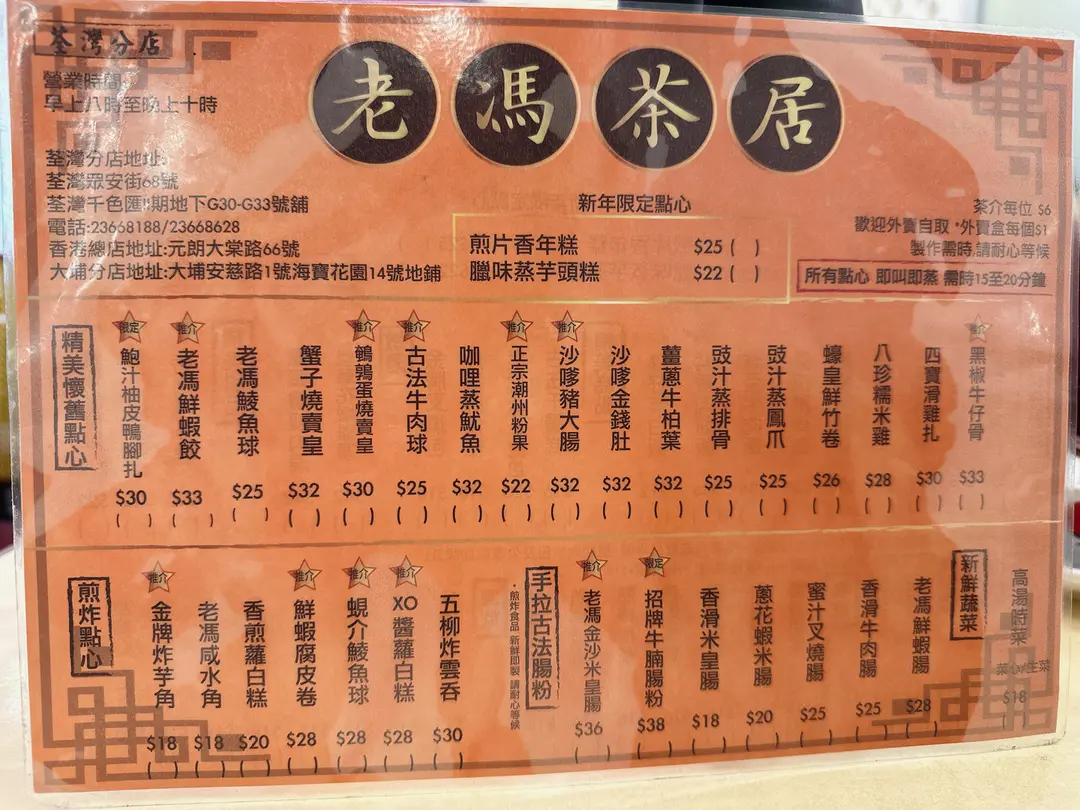 荃灣分店
老馮茶居
營業時間:
早上八時至晚上十時
荃灣分店地址:
荃灣眾安街68號
荃灣千色匯II期地下G30-G33號舖
電話:23668188/23668628
香港總店地址:元朗大棠路66號
大埔分店地址:大埔安慈路1號海寶花園14號地舖
新年限定點心
煎片香年糕 $25 ( )
臘味蒸芋頭糕 $22 ( )
茶介每位 $6
歡迎外賣自取 *外賣盒每個$1
製作需時,請耐心等候
所有點心 即叫即蒸 需時15至20分鐘
精美懷舊點心
限定 鮑汁柚皮鴨腳扎 $30 ( )
推介 老馮鮮蝦餃 $33 ( )
老馮鯪魚球 $25 ( )
蟹子燒賣皇 $32 ( )
推介 鵪鶉蛋燒賣皇 $30 ( )
推介 古法牛肉球 $25 ( )
咖哩蒸魷魚 $32 ( )
推介 正宗潮州粉果 $22 ( )
推介 沙嗲豬大腸 $32 ( )
沙嗲金錢肚 $32 ( )
薑蔥牛柏葉 $32 ( )
豉汁蒸排骨 $25 ( )
豉汁蒸鳳爪 $25 ( )
蠔皇鮮竹卷 $26 ( )
八珍糯米雞 $28 ( )
四寶滑雞扎 $30 ( )
推介 黑椒牛仔骨 $33 ( )
煎炸點心
推介 金牌炸芋角 $18 ( )
老馮咸水角 $18 ( )
香煎蘿白糕 $20 ( )
推介 鮮蝦腐皮卷 $28 ( )
推介 蜆介鯪魚球 $28 ( )
推介 XO醬蘿白糕 $28 ( )
五柳炸雲吞 $30 ( )
*煎炸食品 新鮮即製 請耐心等候
手拉古法腸粉
推介 老馮金沙米皇腸 $36 ( )
限定 招牌牛腩腸粉 $38 ( )
香滑米皇腸 $18 ( )
蔥花蝦米腸 $20 ( )
蜜汁叉燒腸 $25 ( )
香滑牛肉腸 $25 ( )
老馮鮮蝦腸 $28 ( )
新鮮蔬菜
高湯時菜
菜心/生菜
$18
( )